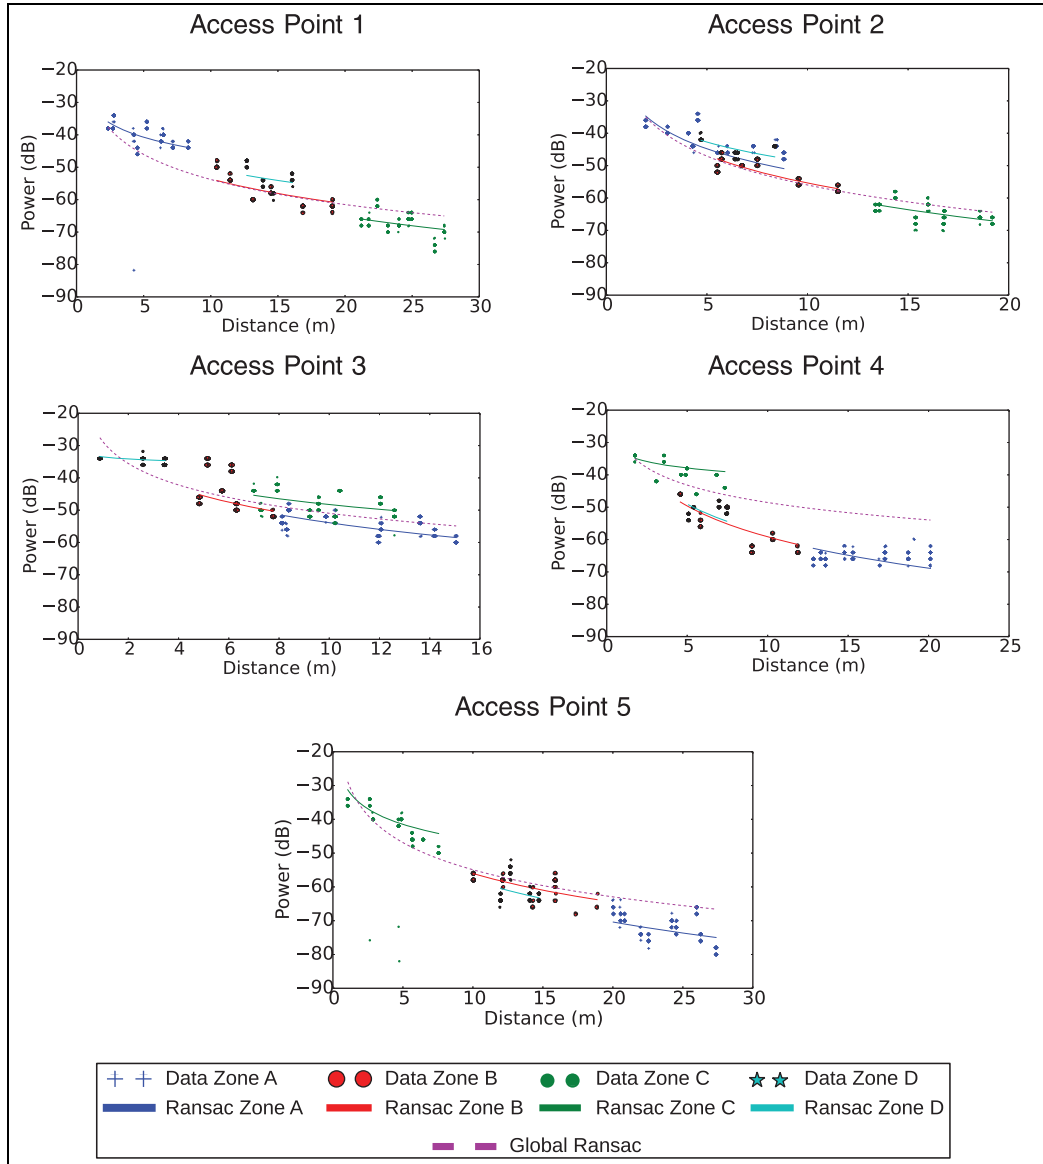 Access Point 1
Access Point 2
−20
−30
−40
−50
−60
−70
−80
−90
Power (dB)
0 5 10 15 20 25 30
Distance (m)
−20
−30
−40
−50
−60
−70
−80
−90
Power (dB)
0 5 10 15 20
Distance (m)
Access Point 3
Access Point 4
−20
−30
−40
−50
−60
−70
−80
−90
Power (dB)
0 2 4 6 8 10 12 14 16
Distance (m)
−20
−30
−40
−50
−60
−70
−80
−90
Power (dB)
0 5 10 15 20 25
Distance (m)
Access Point 5
−20
−30
−40
−50
−60
−70
−80
−90
Power (dB)
0 5 10 15 20 25 30
Distance (m)
Data Zone A Data Zone B Data Zone C Data Zone D
Ransac Zone A Ransac Zone B Ransac Zone C Ransac Zone D
Global Ransac